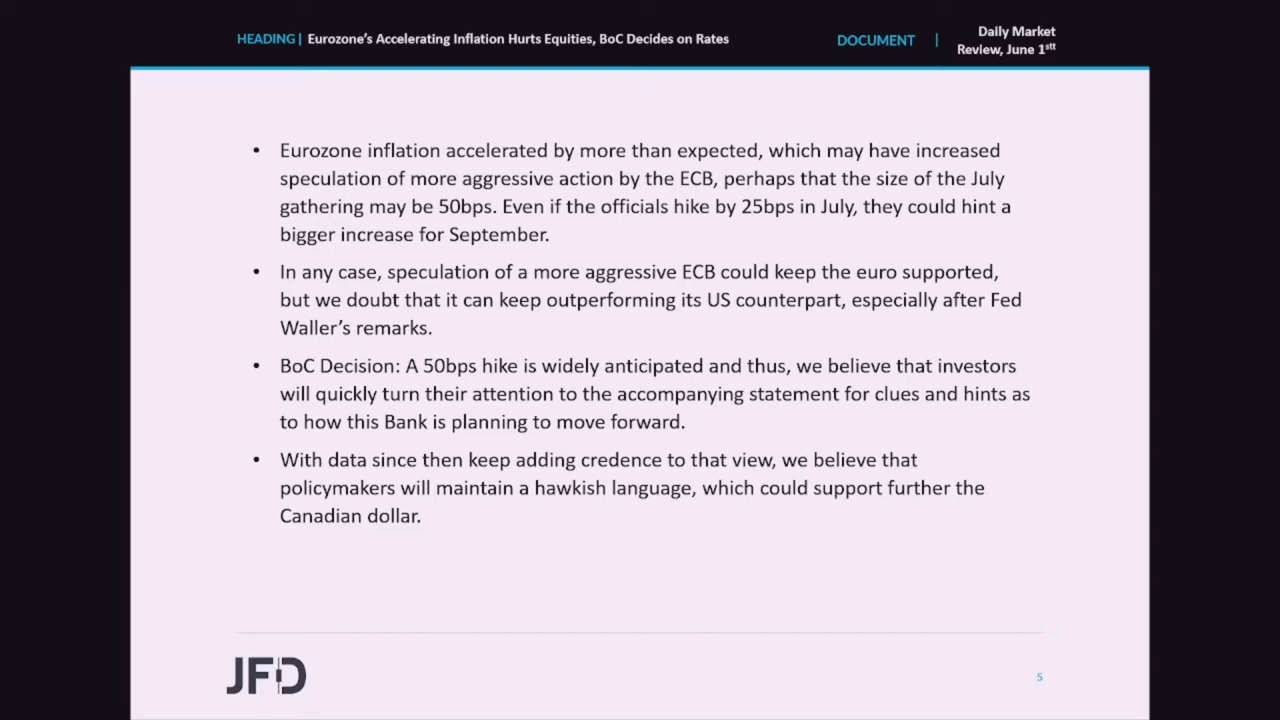 HEADING | Eurozone's Accelerating Inflation Hurts Equities, BoC Decides on Rates
DOCUMENT | Daily Market
Review, June 1stt
• Eurozone inflation accelerated by more than expected, which may have increased
speculation of more aggressive action by the ECB, perhaps that the size of the July
gathering may be 50bps. Even if the officials hike by 25bps in July, they could hint a
bigger increase for September.
• In any case, speculation of a more aggressive ECB could keep the euro supported,
but we doubt that it can keep outperforming its US counterpart, especially after Fed
Waller's remarks.
• BoC Decision: A 50bps hike is widely anticipated and thus, we believe that investors
will quickly turn their attention to the accompanying statement for clues and hints as
to how this Bank is planning to move forward.
• With data since then keep adding credence to that view, we believe that
policymakers will maintain a hawkish language, which could support further the
Canadian dollar.
JFD
5